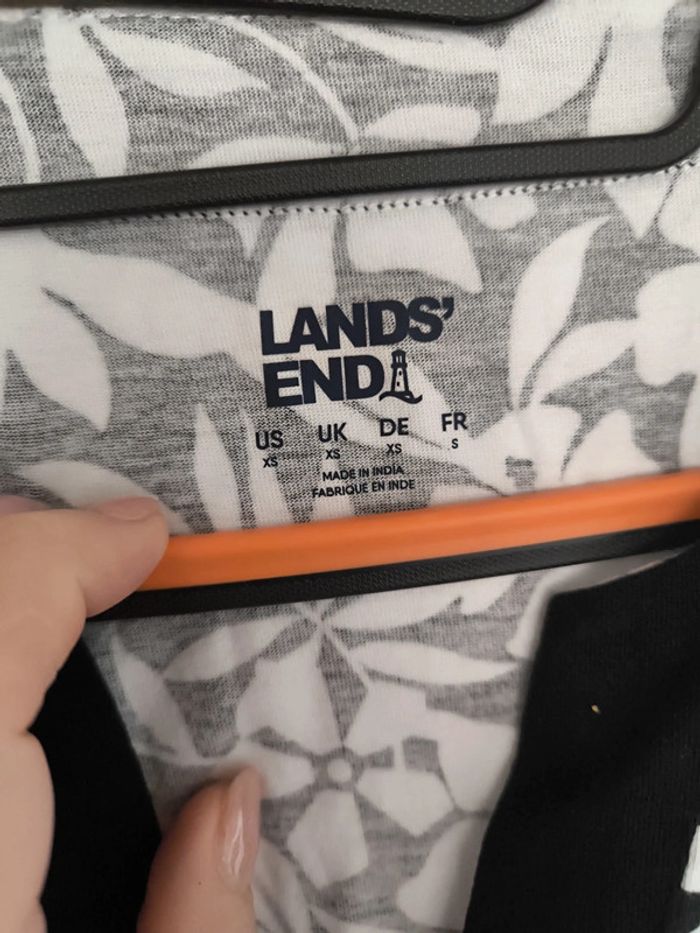 LANDS'
END
US UK DE FR
XS XS XS S
MADE IN INDIA
FABRIQUE EN INDE